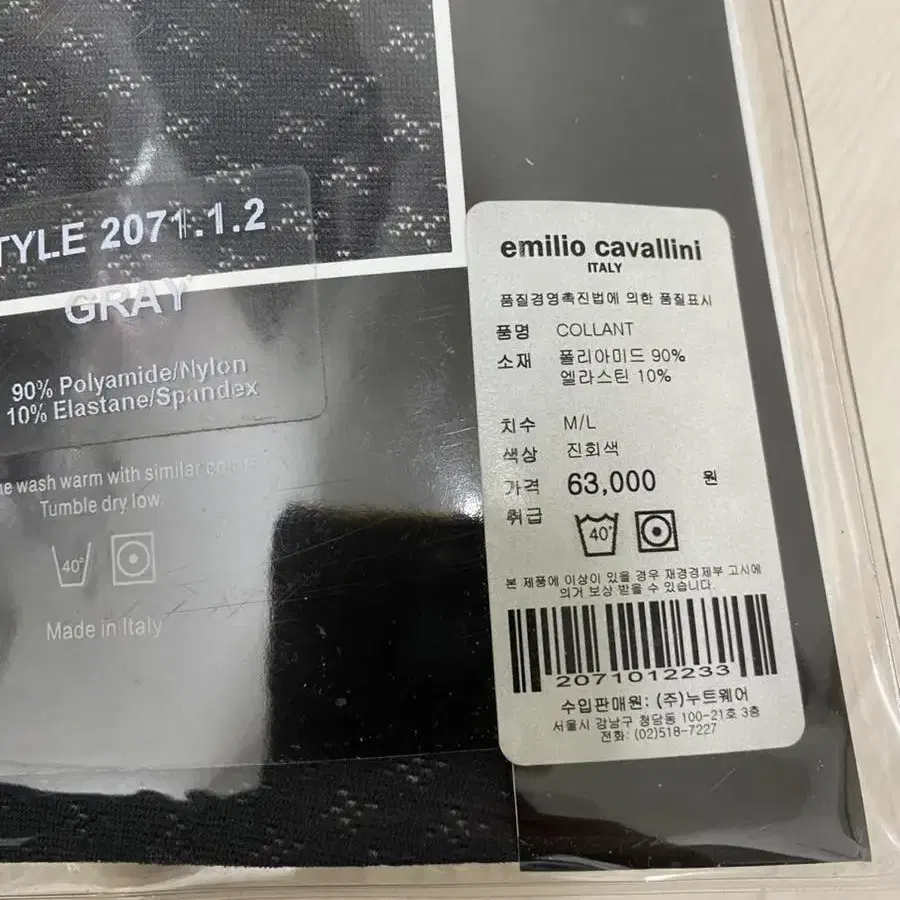 TYLE 2071.1.2
GRAY
90% Polyamide/Nylon
10% Elastane/Spandex
wash warm with similar colors
Tumble dry low.
40°
Made in Italy
emilio cavallini
ITALY
품질경영촉진법에 의한 품질표시
품명 COLLANT
소재 폴리아미드 90%
엘라스틴 10%
치수 M/L
색상 진회색
가격 63,000 원
취급 40°
본 제품에 이상이 있을 경우 재경경제부 고시에
의거 보상 받을 수 있습니다.
2071012233
수입판매원: (주)누트웨어
서울시 강남구 청담동 100-21호 3층
전화: (02)518-7227